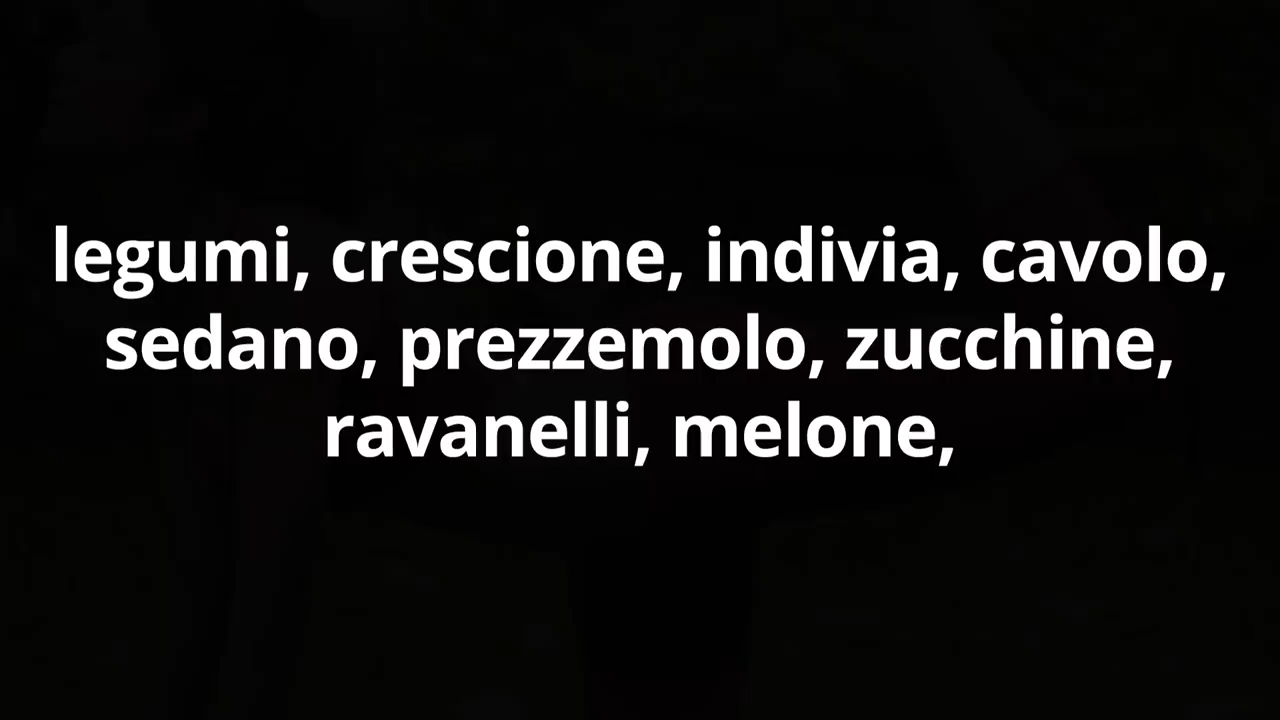 legumi, crescione, indivia, cavolo,
sedano, prezzemolo, zucchine,
ravanelli, melone,